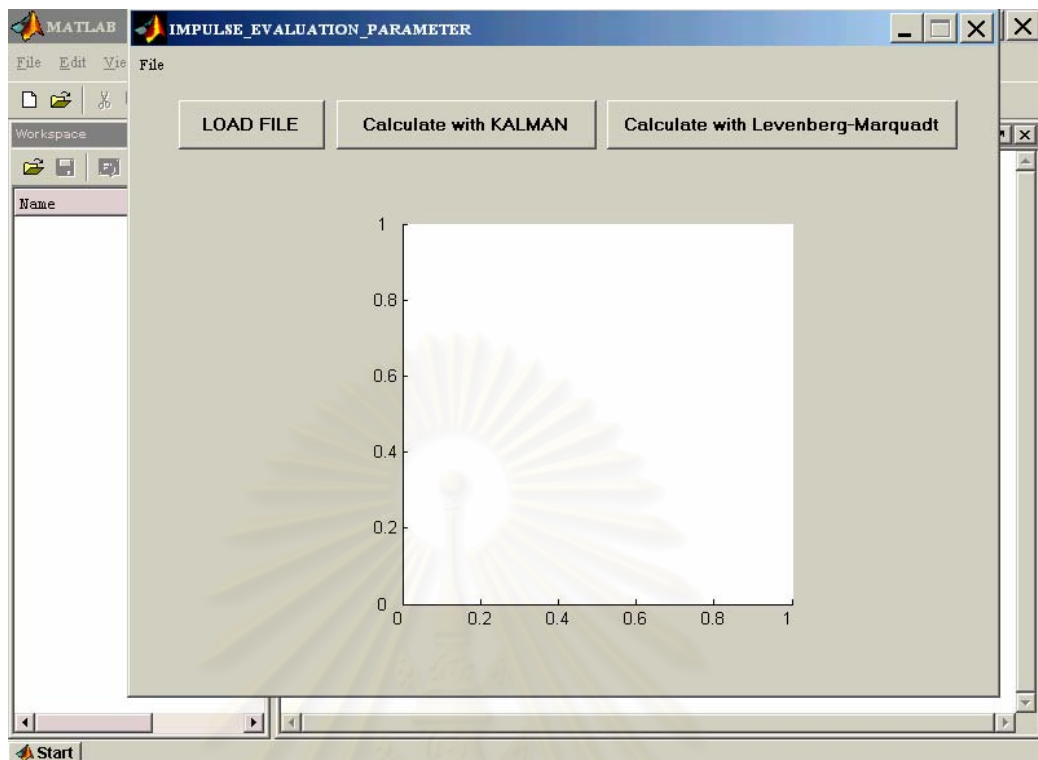 MATLAB
IMPULSE_EVALUATION_PARAMETER
File Edit Vie
File
LOAD FILE
Calculate with KALMAN
Calculate with Levenberg-Marquadt
Workspace
Name
1
0.8
0.6
0.4
0.2
0
0 0.2 0.4 0.6 0.8 1
Start